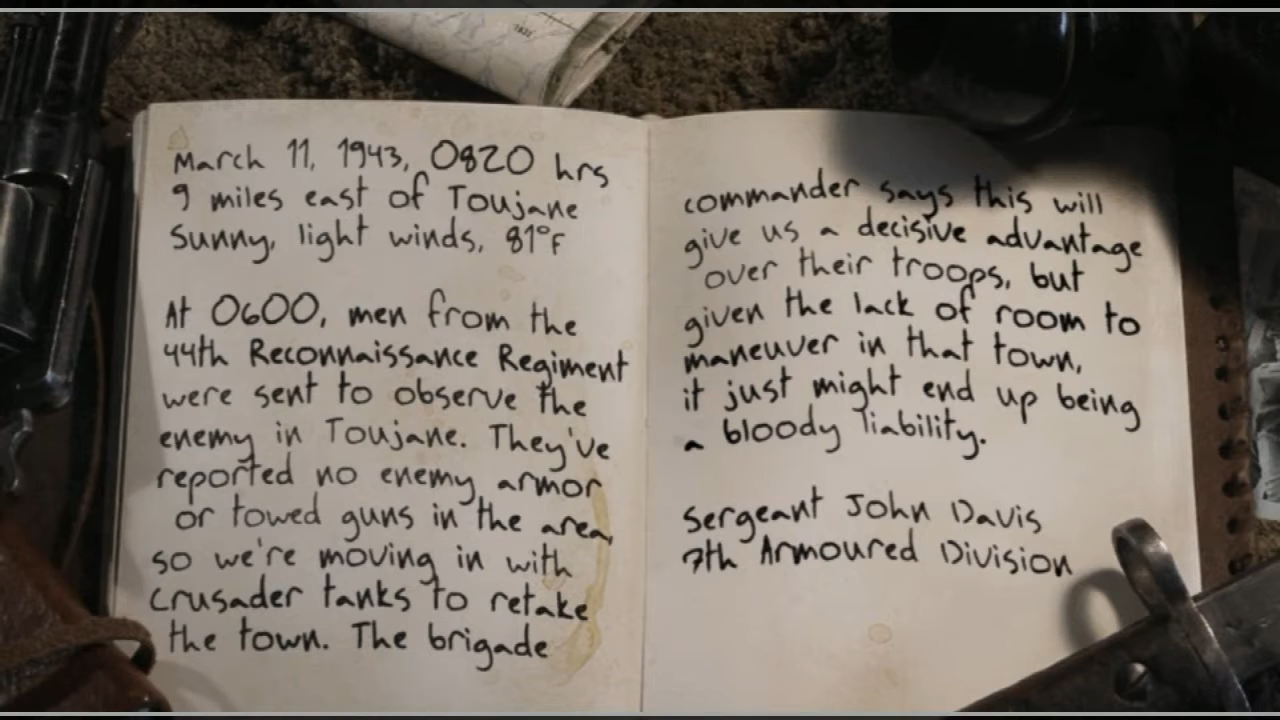 March 11, 1943, 0820 hrs
9 miles east of Toujane
Sunny, light winds, 81°F
At 0600, men from the
44th Reconnaissance Regiment
were sent to observe the
enemy in Toujane. They've
reported no enemy armor
or towed guns in the area,
so we're moving in with
Crusader tanks to retake
the town. The brigade
commander says this will
give us a decisive advantage
over their troops, but
given the lack of room to
maneuver in that town,
it just might end up being
a bloody liability.
Sergeant John Davis
7th Armoured Division